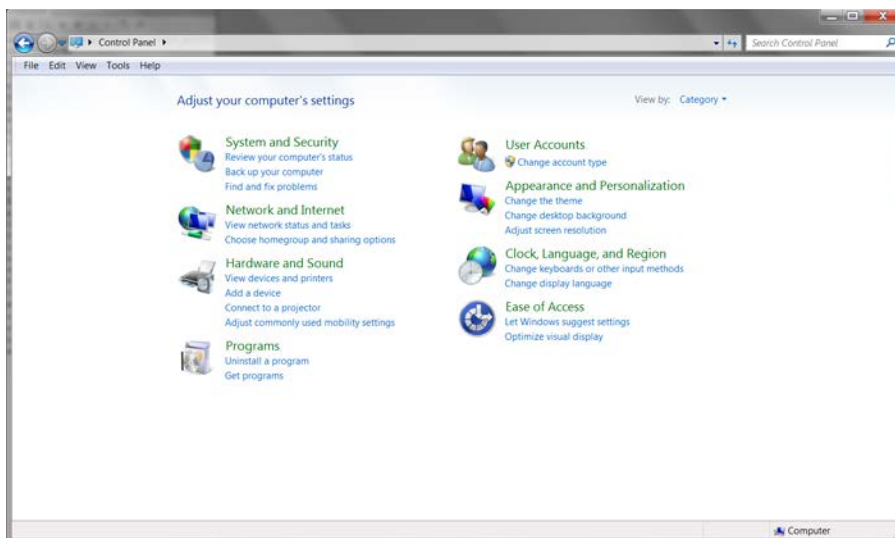 Control Panel
Search Control Panel
File Edit View Tools Help
Adjust your computer's settings
View by: Category
System and Security
Review your computer's status
Back up your computer
Find and fix problems
Network and Internet
View network status and tasks
Choose homegroup and sharing options
Hardware and Sound
View devices and printers
Add a device
Connect to a projector
Adjust commonly used mobility settings
Programs
Uninstall a program
Get programs
User Accounts
Change account type
Appearance and Personalization
Change the theme
Change desktop background
Adjust screen resolution
Clock, Language, and Region
Change keyboards or other input methods
Change display language
Ease of Access
Let Windows suggest settings
Optimize visual display
Computer